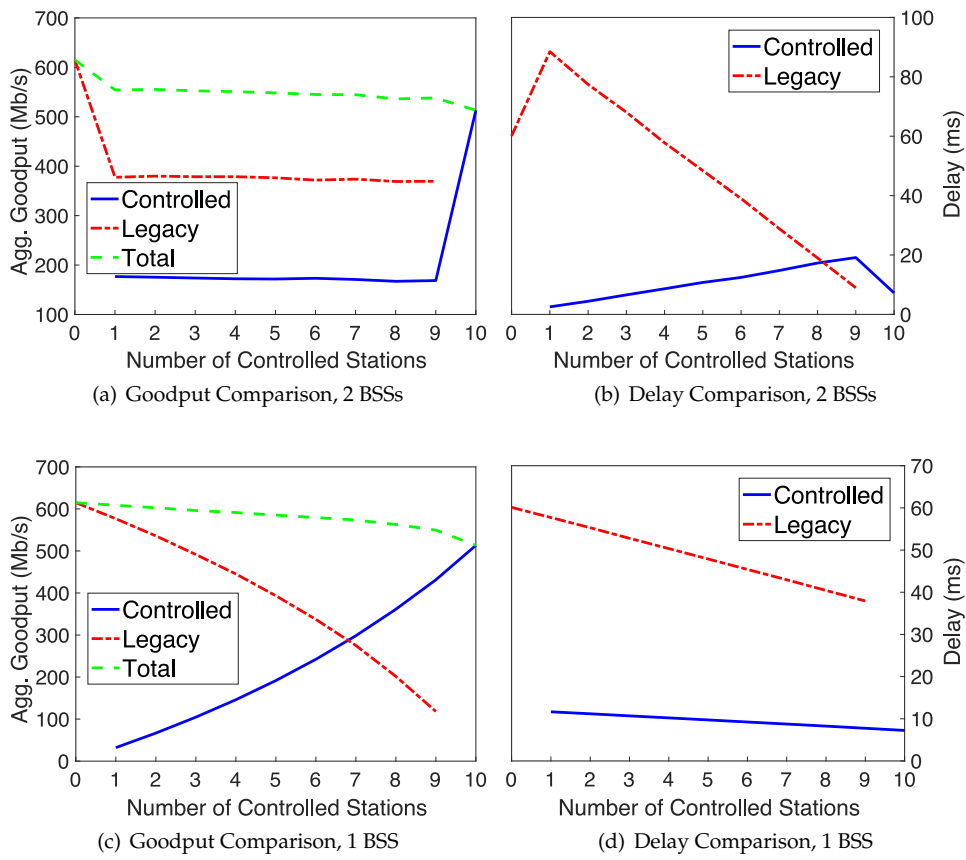 700
600
500
400
300
200
100
Agg. Goodput (Mb/s)
Controlled
Legacy
Total
0 1 2 3 4 5 6 7 8 9 10
Number of Controlled Stations
(a) Goodput Comparison, 2 BSSs
100
80
60
40
20
0
Delay (ms)
Controlled
Legacy
0 1 2 3 4 5 6 7 8 9 10
Number of Controlled Stations
(b) Delay Comparison, 2 BSSs
700
600
500
400
300
200
100
0
Agg. Goodput (Mb/s)
Controlled
Legacy
Total
0 1 2 3 4 5 6 7 8 9 10
Number of Controlled Stations
(c) Goodput Comparison, 1 BSS
70
60
50
40
30
20
10
0
Delay (ms)
Controlled
Legacy
0 1 2 3 4 5 6 7 8 9 10
Number of Controlled Stations
(d) Delay Comparison, 1 BSS